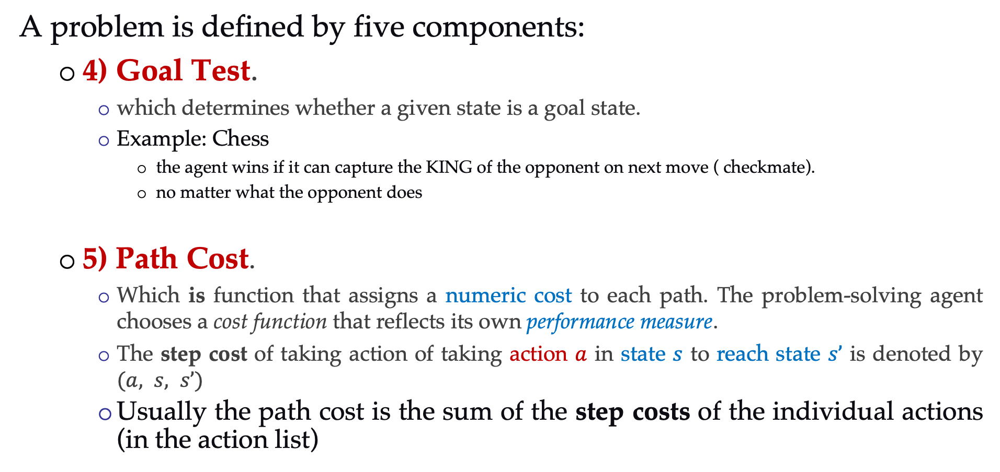 A problem is defined by five components:
○ 4) Goal Test.
○ which determines whether a given state is a goal state.
○ Example: Chess
○ the agent wins if it can capture the KING of the opponent on next move ( checkmate).
○ no matter what the opponent does
○ 5) Path Cost.
○ Which is function that assigns a numeric cost to each path. The problem-solving agent
chooses a cost function that reflects its own performance measure.
○ The step cost of taking action of taking action a in state s to reach state s’ is denoted by
(a, s, s’)
○ Usually the path cost is the sum of the step costs of the individual actions
(in the action list)